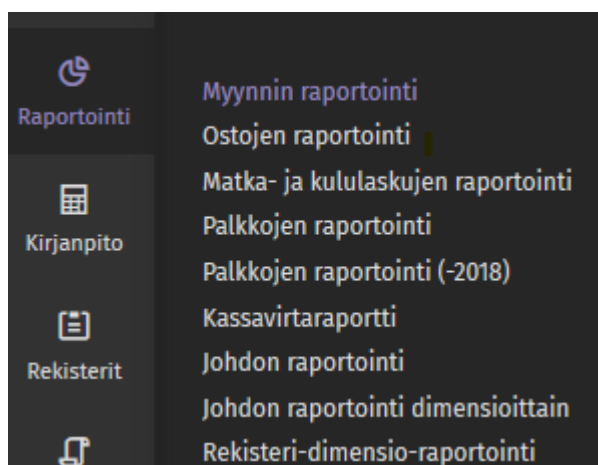 Raportointi
Kirjanpito
Rekisterit
Myynnin raportointi
Ostojen raportointi
Matka- ja kululaskujen raportointi
Palkkojen raportointi
Palkkojen raportointi (-2018)
Kassavirtaraportti
Johdon raportointi
Johdon raportointi dimensioittain
Rekisteri-dimensio-raportointi